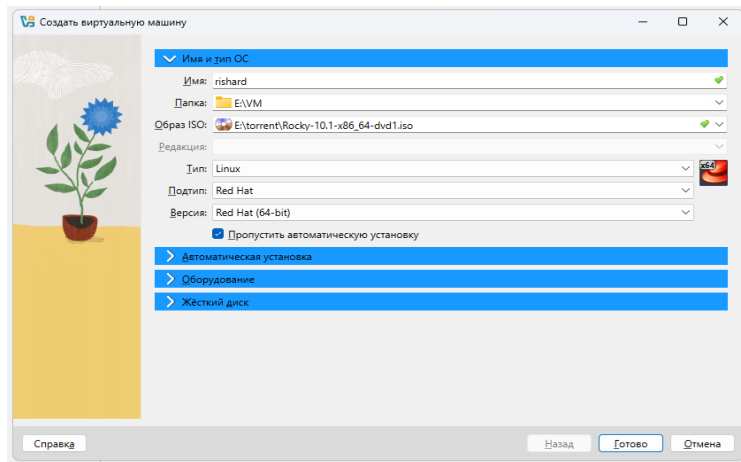 Создать виртуальную машину
Имя и тип ОС
Имя: rishard
Папка: E:\VM
Образ ISO: E:\torrent\Rocky-10.1-x86_64-dvd1.iso
Редакция:
Тип: Linux
x64
Подтип: Red Hat
Версия: Red Hat (64-bit)
Пропустить автоматическую установку
Автоматическая установка
Оборудование
Жёсткий диск
Справка Назад Готово Отмена